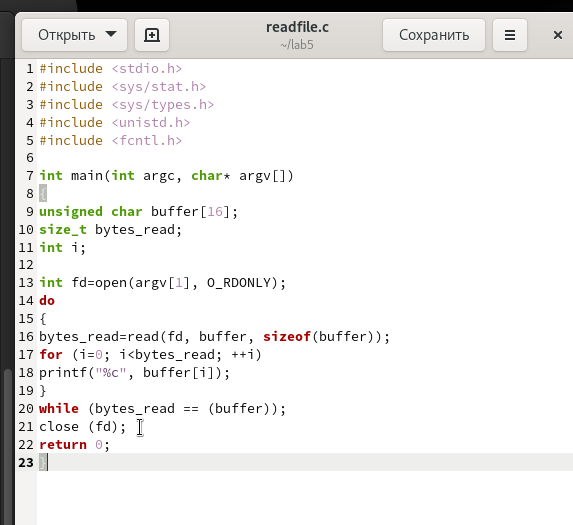 Открыть
readfile.c
~/lab5
Сохранить
1 #include <stdio.h>
2 #include <sys/stat.h>
3 #include <sys/types.h>
4 #include <unistd.h>
5 #include <fcntl.h>
6
7 int main(int argc, char* argv[])
8 {
9 unsigned char buffer[16];
10 size_t bytes_read;
11 int i;
12
13 int fd=open(argv[1], O_RDONLY);
14 do
15 {
16 bytes_read=read(fd, buffer, sizeof(buffer));
17 for (i=0; i<bytes_read; ++i)
18 printf("%c", buffer[i]);
19 }
20 while (bytes_read == (buffer));
21 close (fd);
22 return 0;
23 }